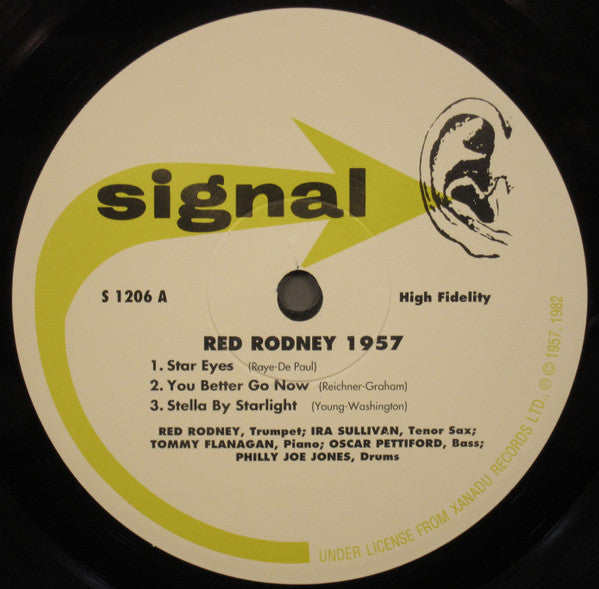 signal
S 1206 A
High Fidelity
RED RODNEY 1957
1. Star Eyes (Raye-De Paul)
2. You Better Go Now (Reichner-Graham)
3. Stella By Starlight (Young-Washington)
RED RODNEY, Trumpet; IRA SULLIVAN, Tenor Sax;
TOMMY FLANAGAN, Piano; OSCAR PETTIFORD, Bass;
PHILLY JOE JONES, Drums
UNDER LICENSE FROM XANADU RECORDS LTD., ℗ © 1957, 1982